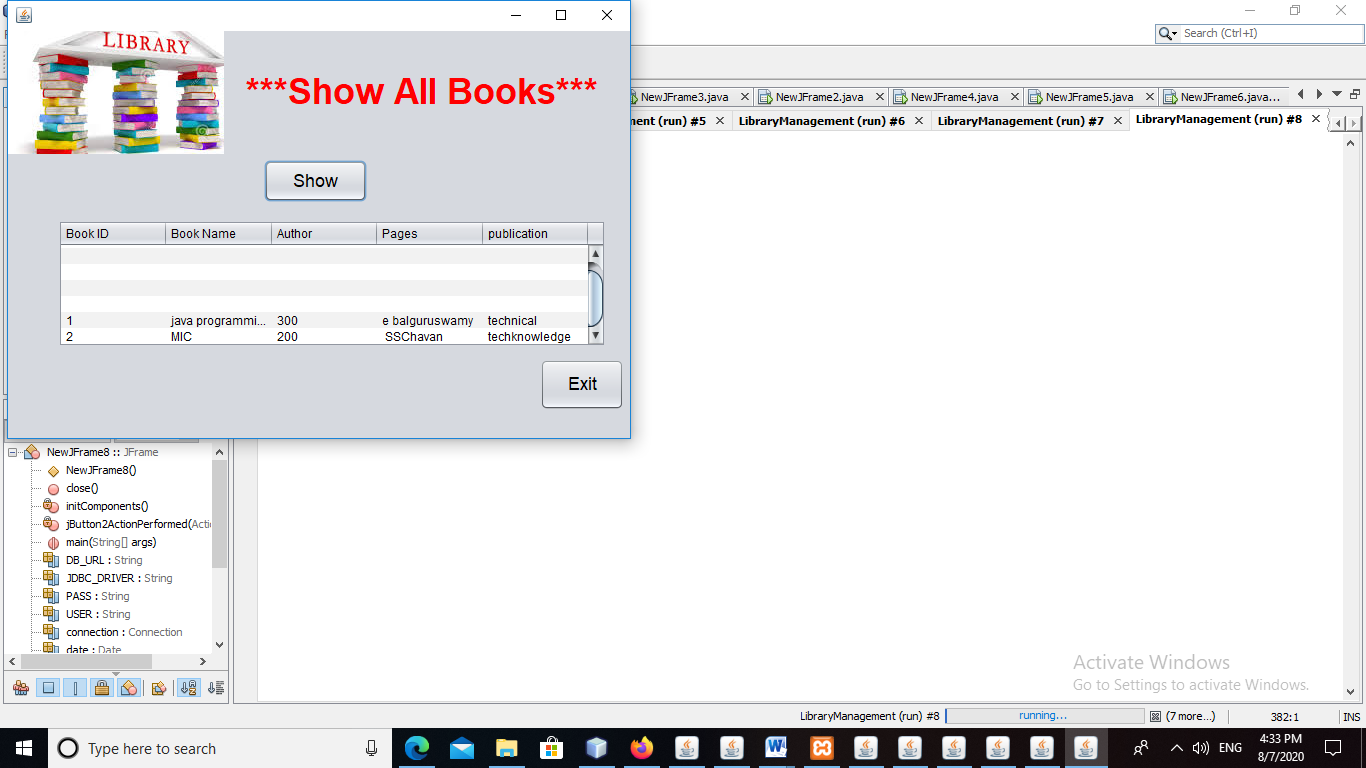 LIBRARY
***Show All Books***
Show
Book ID Book Name Author Pages publication
1 java programmi... 300 e balguruswamy technical
2 MIC 200 SSChavan techknowledge
Exit
Search (Ctrl+I)
NewJFrame3.java NewJFrame2.java NewJFrame4.java NewJFrame5.java NewJFrame6.java...
ment (run) #5 LibraryManagement (run) #6 LibraryManagement (run) #7 LibraryManagement (run) #8
NewJFrame8 :: JFrame
NewJFrame8()
close()
initComponents()
jButton2ActionPerformed(Acti
main(String[] args)
DB_URL : String
JDBC_DRIVER : String
PASS : String
USER : String
connection : Connection
date : Date
Activate Windows
Go to Settings to activate Windows.
LibraryManagement (run) #8 running... (7 more...) 382:1 INS
Type here to search
ENG
4:33 PM
8/7/2020